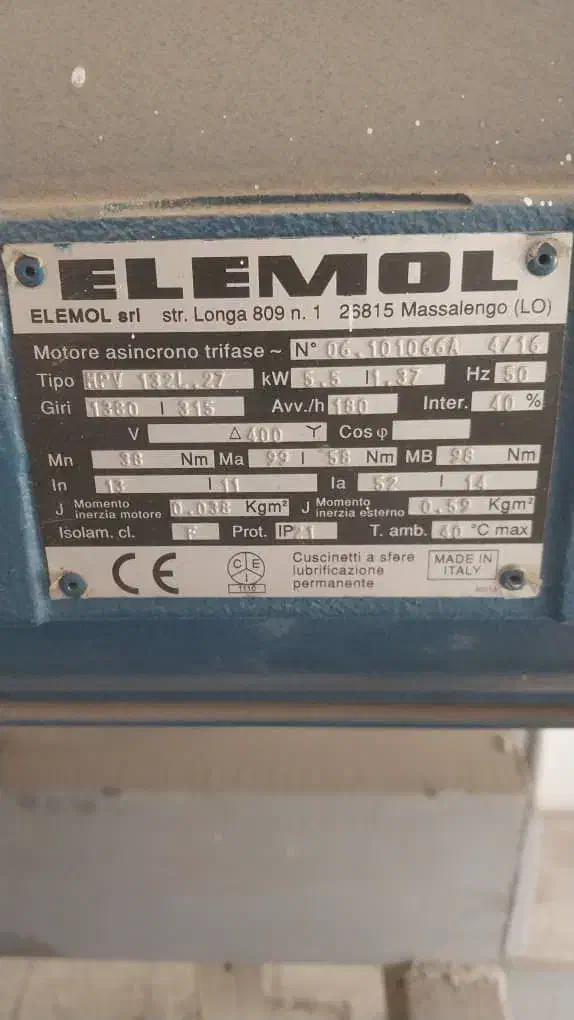 ELEMOL
ELEMOL srl str. Longa 809 n. 1 26815 Massalengo (LO)
Motore asincrono trifase ~ N° 06.101066A 4/16
Tipo HPV 132L.27 kW 5.5 | 1.37 Hz 50
Giri 1380 | 315 Avv./h 180 Inter. 40 %
V Δ 400 Y Cos φ
Mn 38 Nm Ma 99 | 58 Nm MB 98 Nm
In 13 | 11 Ia 52 | 14
J Momento inerzia motore 0.038 Kgm² J Momento inerzia esterno 0.59 Kgm²
Isolam. cl. F Prot. IP21 T. amb. 40 °C max
CE CEI 1110 Cuscinetti a sfere MADE IN
lubrificazione ITALY
permanente